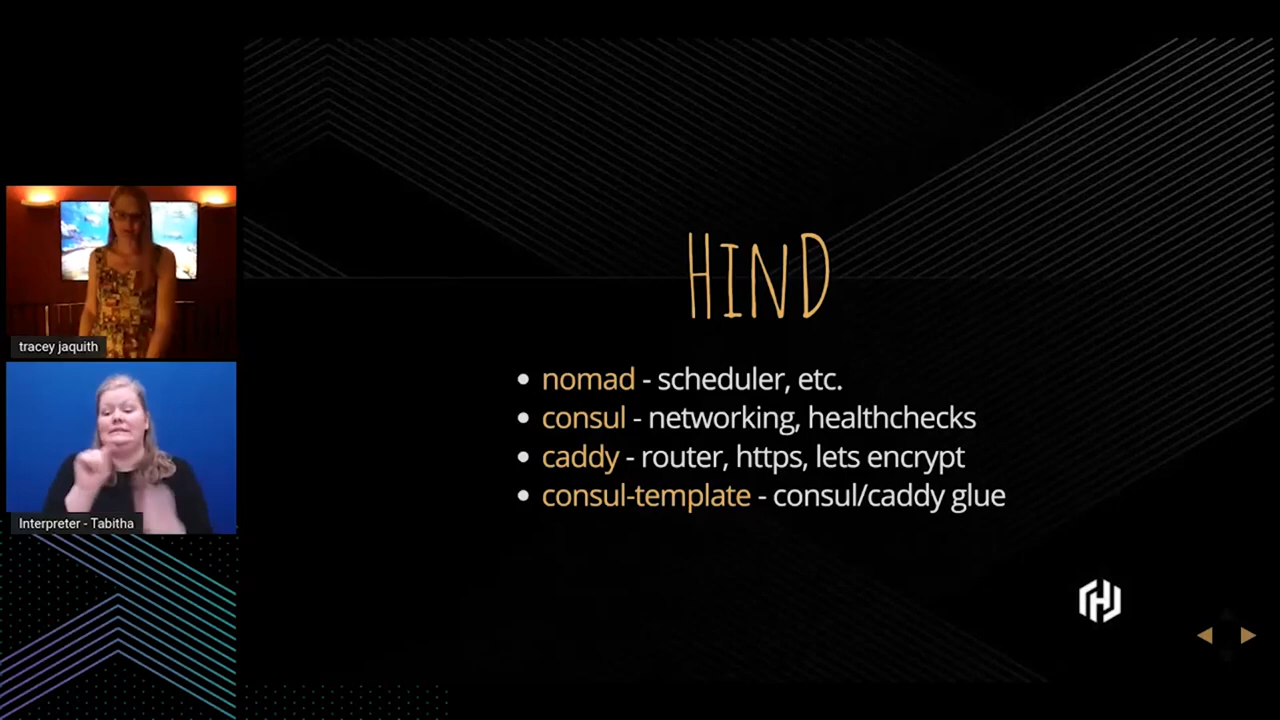 HIND
nomad - scheduler, etc.
consul - networking, healthchecks
caddy - router, https, lets encrypt
consul-template - consul/caddy glue
tracey jaquith
Interpreter - Tabitha